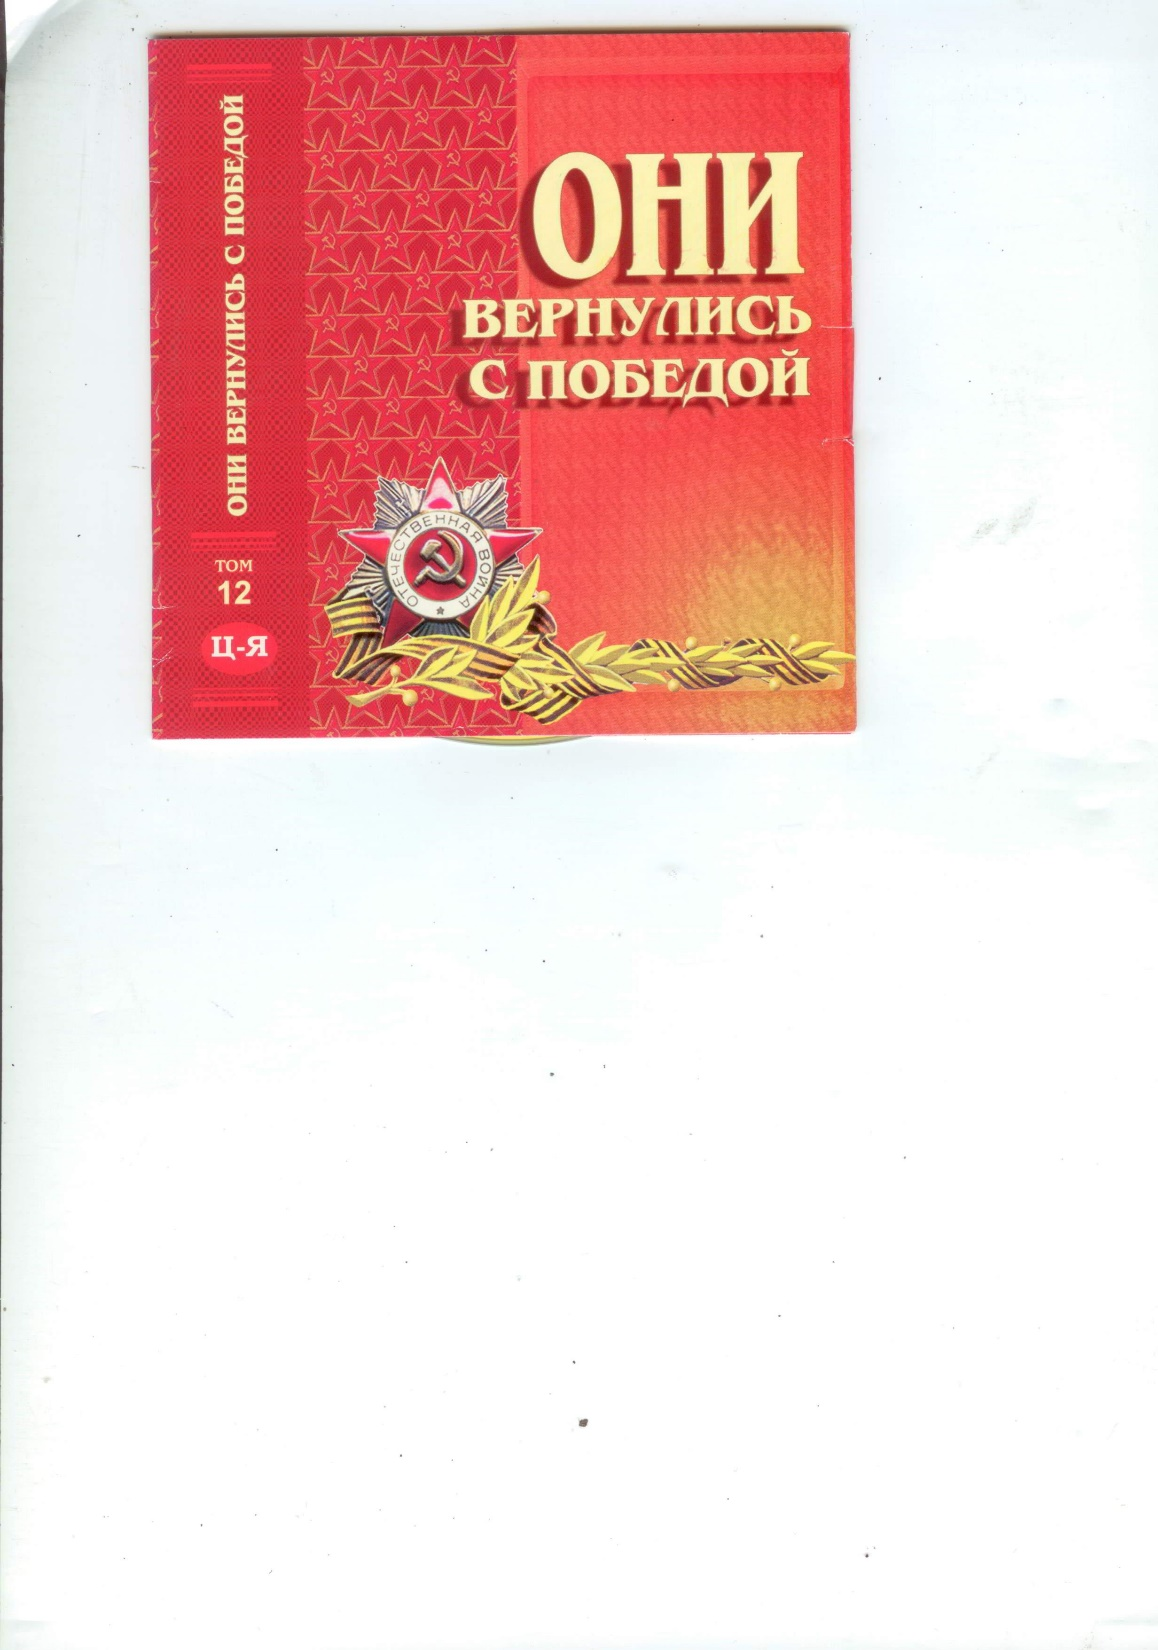 ОНИ ВЕРНУЛИСЬ С ПОБЕДОЙ
ТОМ
12
Ц-Я
ОНИ
ВЕРНУЛИСЬ
С ПОБЕДОЙ
ОТЕЧЕСТВЕННАЯ ВОЙНА